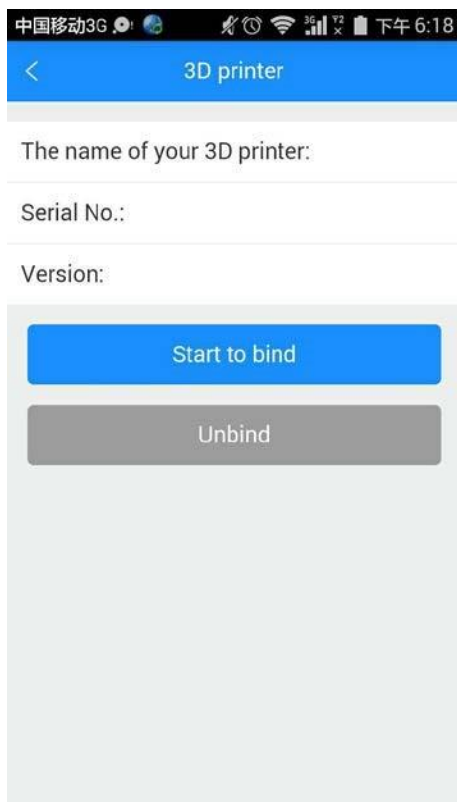 中国移动3G 3G 下午 6:18
3D printer
The name of your 3D printer:
Serial No.:
Version:
Start to bind
Unbind